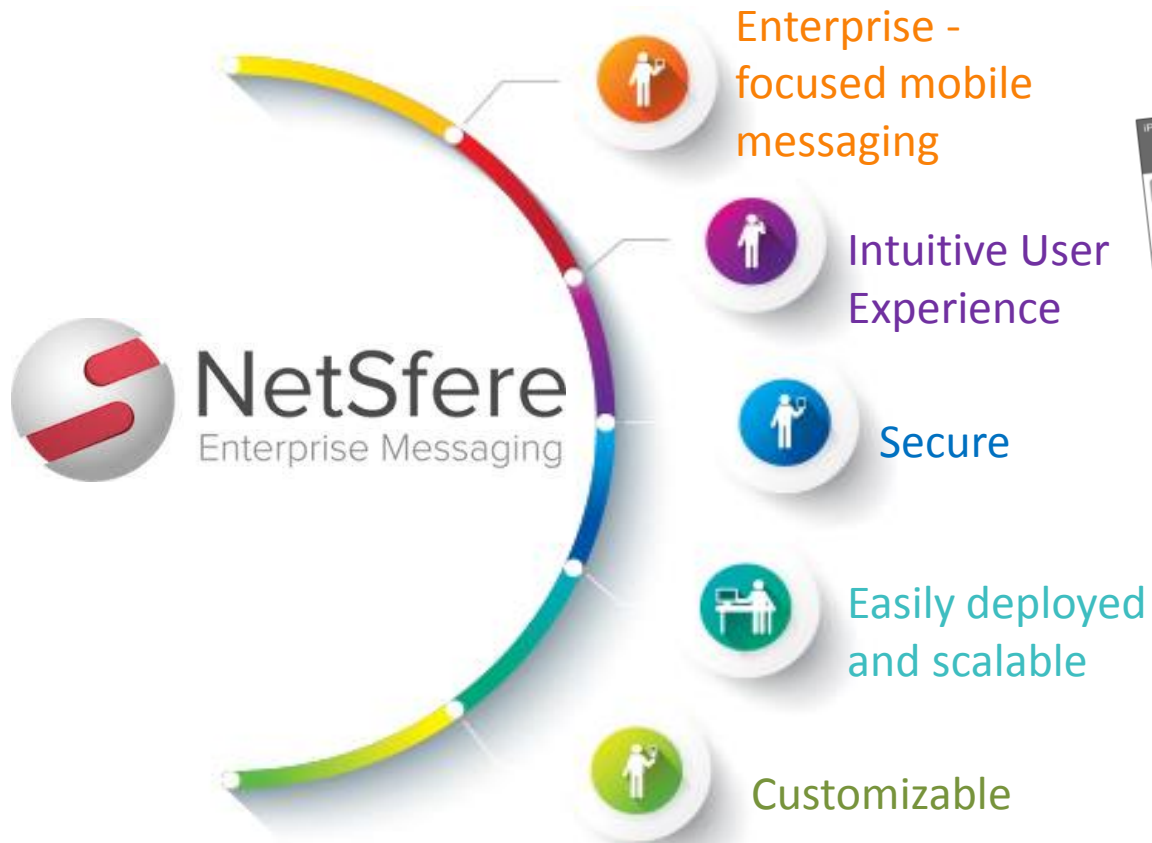 Enterprise -
focused mobile
messaging
Intuitive User
Experience
NetSfere
Enterprise Messaging
Secure
Easily deployed
and scalable
Customizable